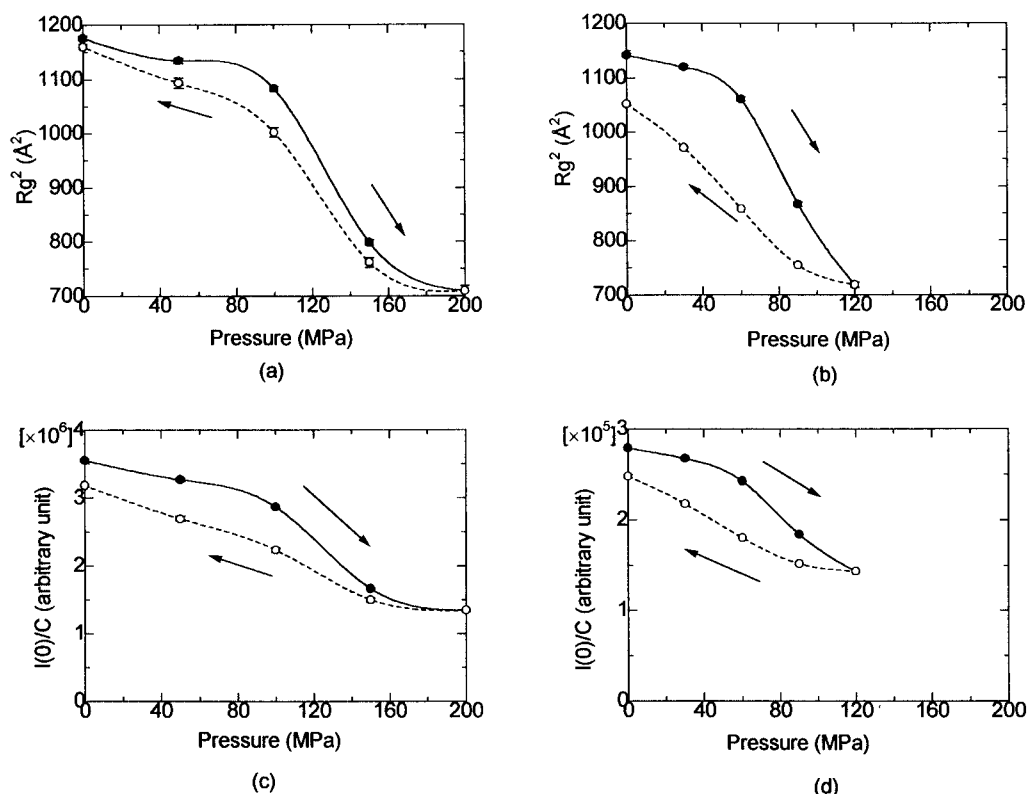 1200
1100
1000
900
800
700
Rg² (Å²)
0 40 80 120 160 200
Pressure (MPa)
(a)
1200
1100
1000
900
800
700
Rg² (Å²)
0 40 80 120 160 200
Pressure (MPa)
(b)
[×10⁶] 4
3
2
1
0
I(0)/C (arbitrary unit)
0 40 80 120 160 200
Pressure (MPa)
(c)
[×10⁵] 3
2
1
0
I(0)/C (arbitrary unit)
0 40 80 120 160 200
Pressure (MPa)
(d)